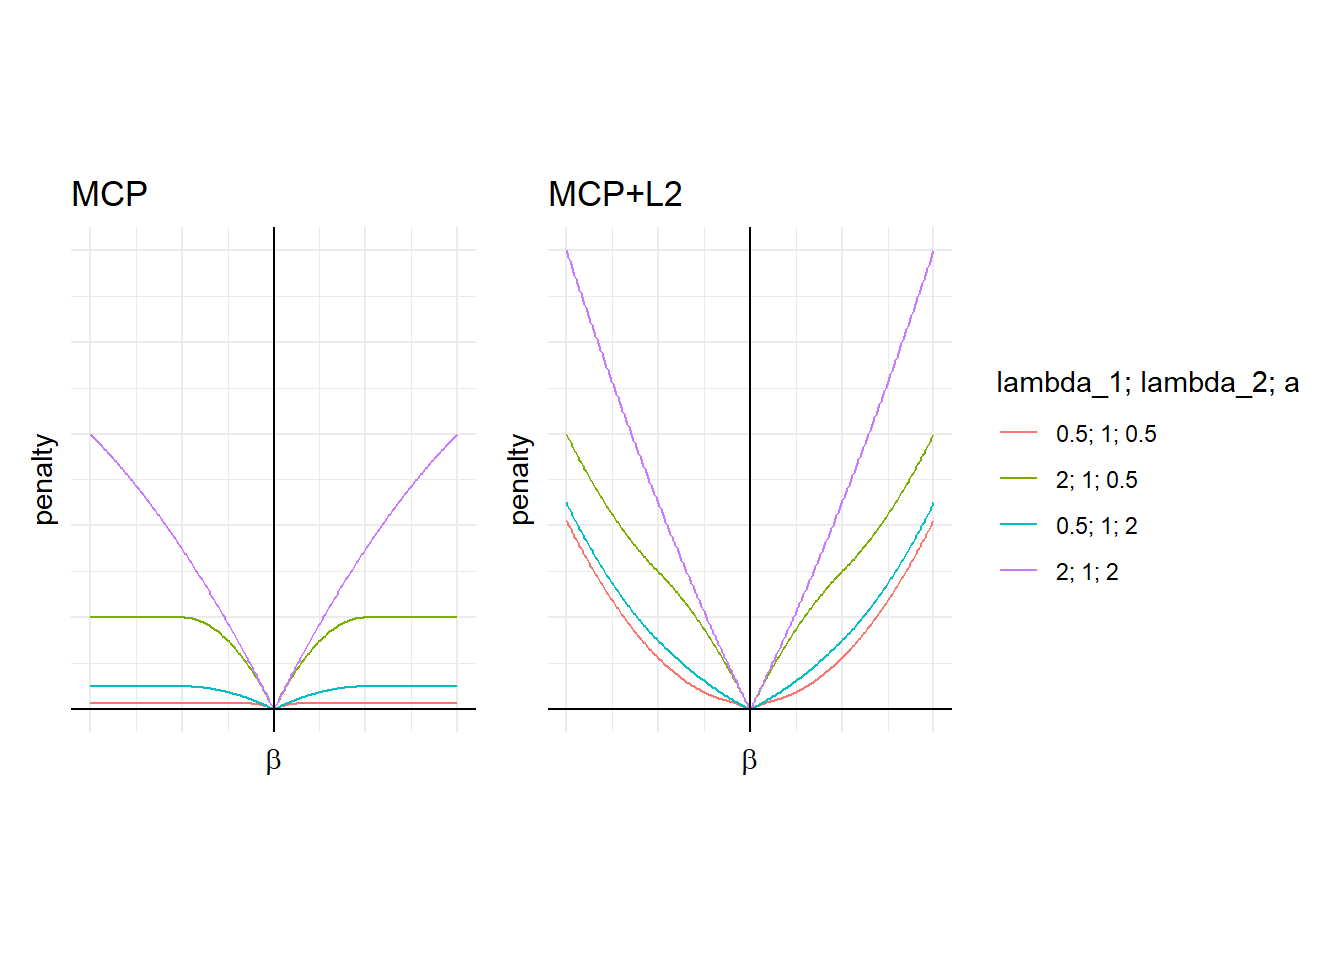 MCP
MCP+L2
penalty
penalty
β
β
lambda_1; lambda_2; a
0.5; 1; 0.5
2; 1; 0.5
0.5; 1; 2
2; 1; 2